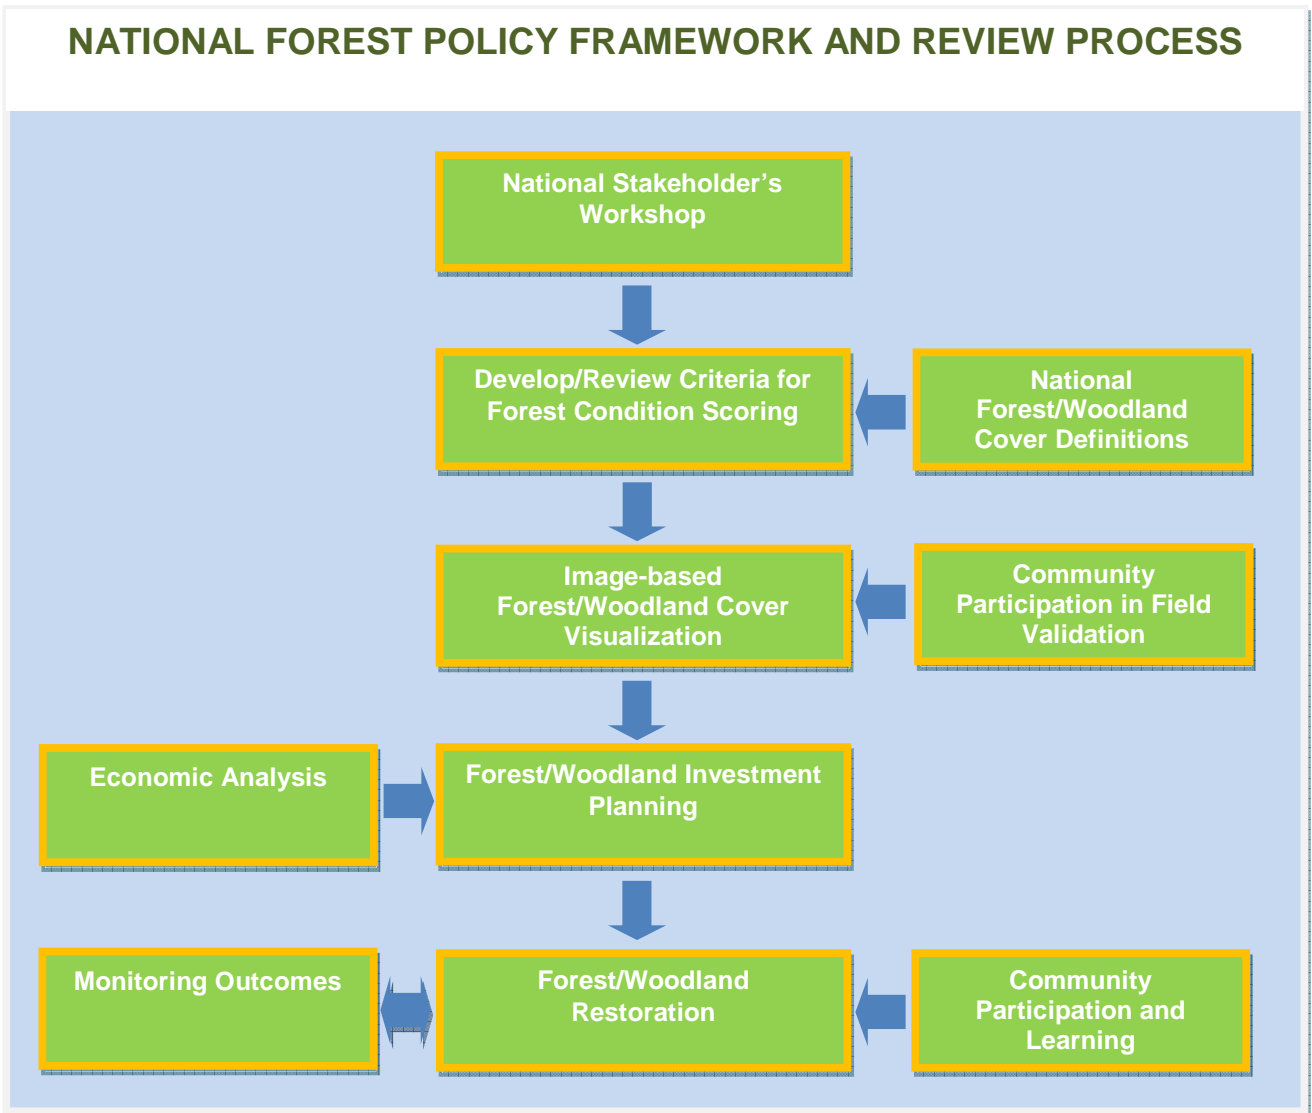 NATIONAL FOREST POLICY FRAMEWORK AND REVIEW PROCESS
National Stakeholder’s
Workshop
Develop/Review Criteria for
Forest Condition Scoring
National
Forest/Woodland
Cover Definitions
Image-based
Forest/Woodland Cover
Visualization
Community
Participation in Field
Validation
Economic Analysis
Forest/Woodland Investment
Planning
Monitoring Outcomes
Forest/Woodland
Restoration
Community
Participation and
Learning